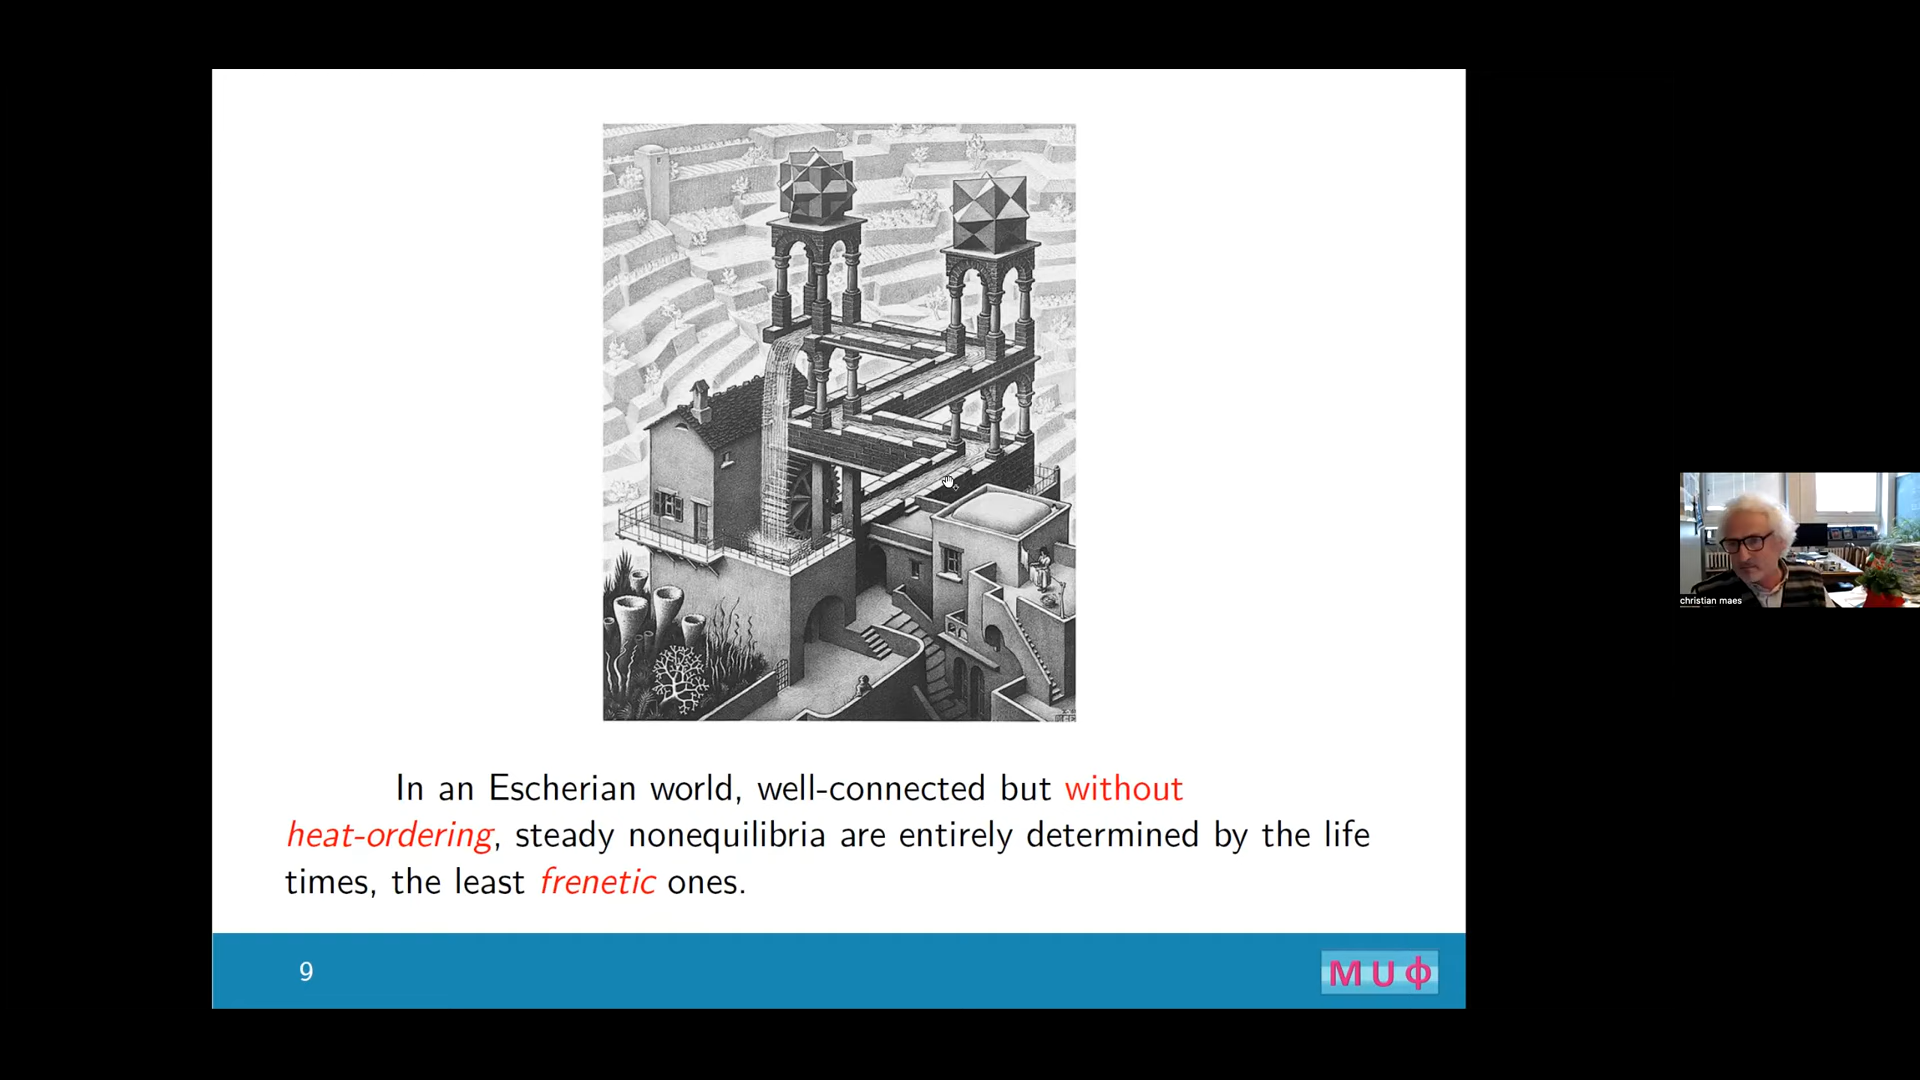 In an Escherian world, well-connected but without
heat-ordering, steady nonequilibria are entirely determined by the life
times, the least frenetic ones.
9
M U Φ
christian maes